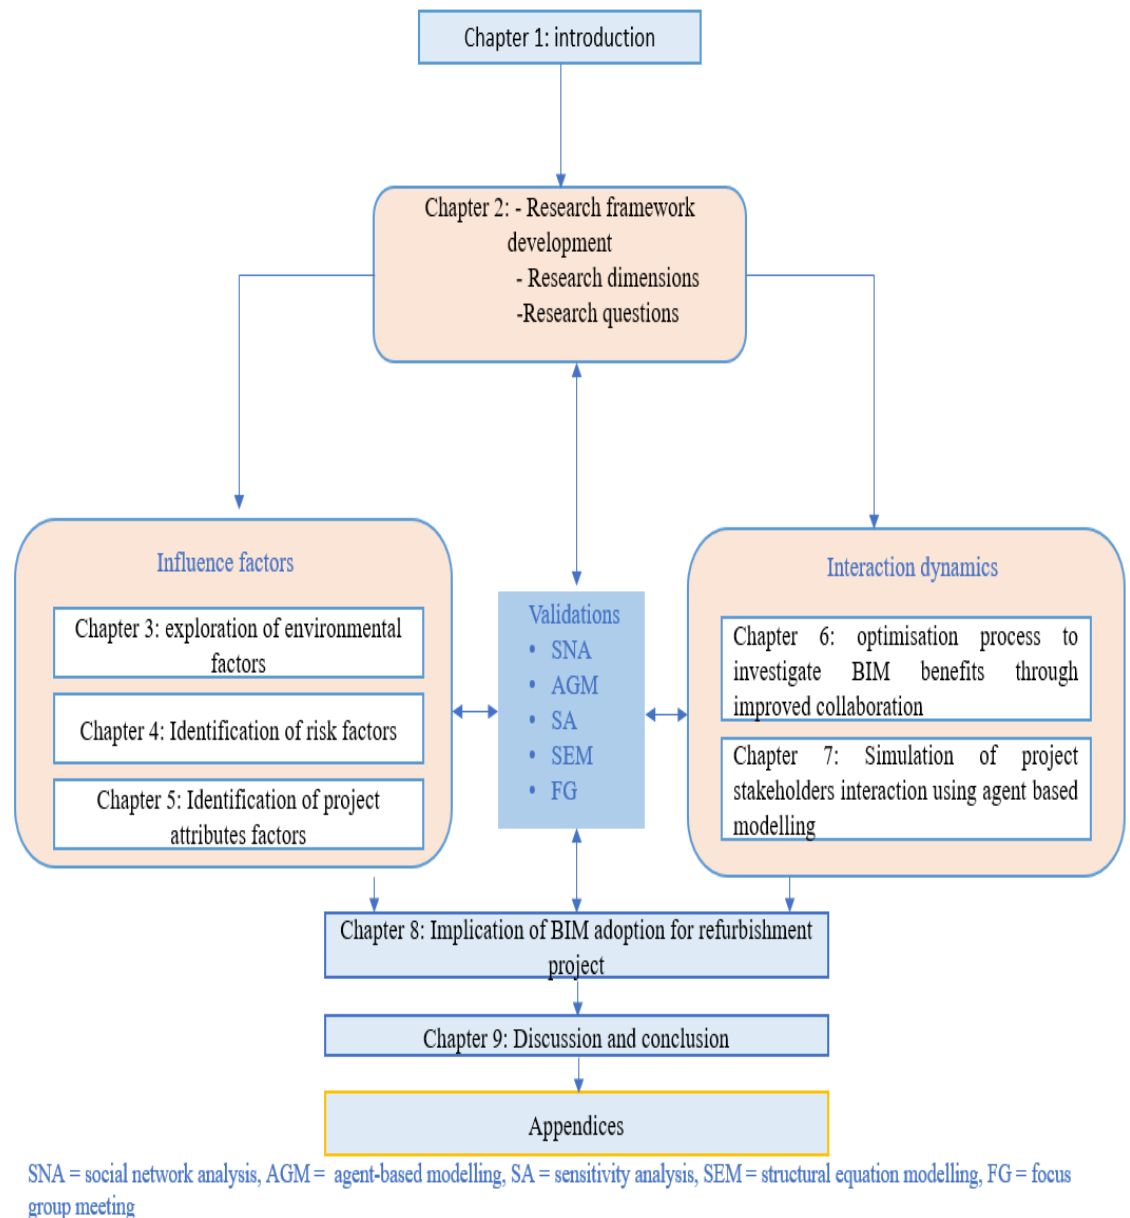 Chapter 1: introduction
Chapter 2: - Research framework
development
- Research dimensions
-Research questions
Influence factors
Chapter 3: exploration of environmental
factors
Chapter 4: Identification of risk factors
Chapter 5: Identification of project
attributes factors
Validations
• SNA
• AGM
• SA
• SEM
• FG
Interaction dynamics
Chapter 6: optimisation process to
investigate BIM benefits through
improved collaboration
Chapter 7: Simulation of project
stakeholders interaction using agent based
modelling
Chapter 8: Implication of BIM adoption for refurbishment
project
Chapter 9: Discussion and conclusion
Appendices
SNA = social network analysis, AGM = agent-based modelling, SA = sensitivity analysis, SEM = structural equation modelling, FG = focus
group meeting